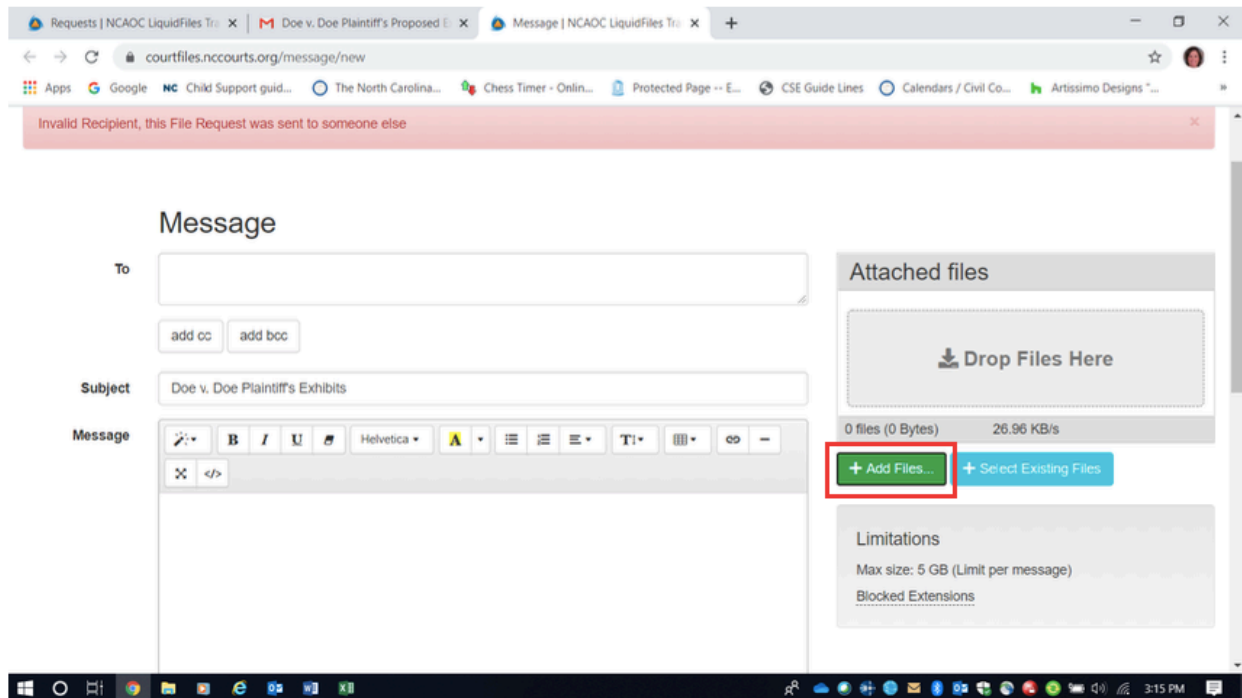 Requests | NCAOC LiquidFiles Tra
Doe v. Doe Plaintiff's Proposed E
Message | NCAOC LiquidFiles Tra
courtfiles.nccourts.org/message/new
Apps
Google
NC Child Support guid...
The North Carolina...
Chess Timer - Onlin...
Protected Page -- E...
CSE Guide Lines
Calendars / Civil Co...
Artissimo Designs "...
»
Invalid Recipient, this File Request was sent to someone else
Message
To
add cc
add bcc
Subject
Doe v. Doe Plaintiff's Exhibits
Message
B I U
Helvetica
A
Attached files
Drop Files Here
0 files (0 Bytes) 26.96 KB/s
+ Add Files...
+ Select Existing Files
Limitations
Max size: 5 GB (Limit per message)
Blocked Extensions
3:15 PM